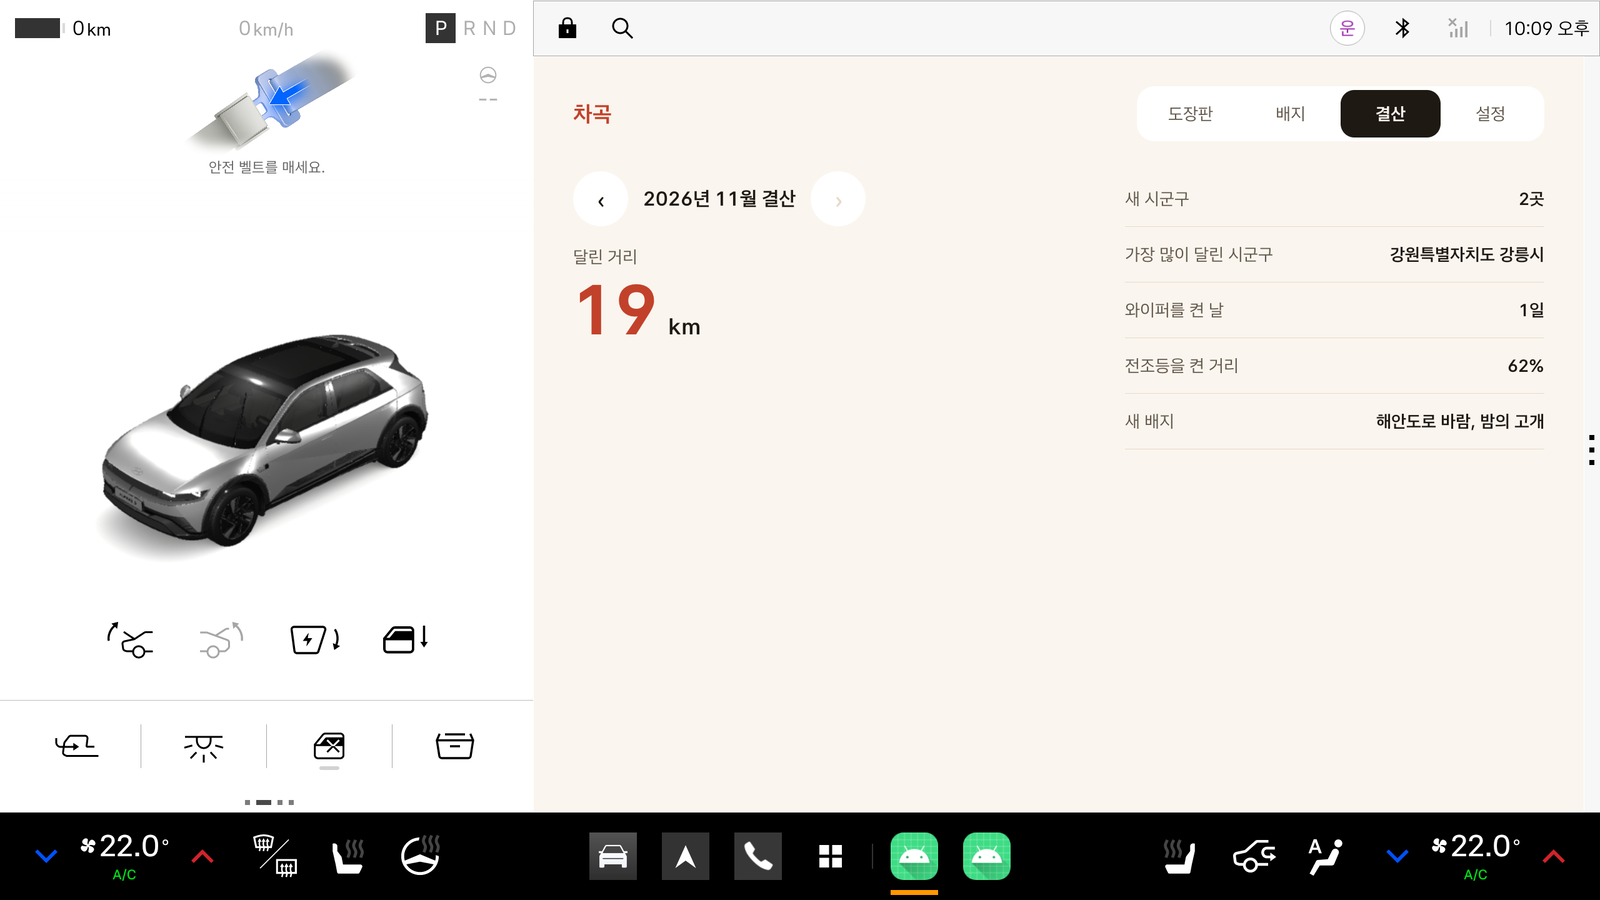 0 km
0 km/h
P R N D
--
안전 벨트를 매세요.
운
10:09 오후
차곡
도장판
배지
결산
설정
‹
2026년 11월 결산
›
달린 거리
19 km
새 시군구
2곳
가장 많이 달린 시군구
강원특별자치도 강릉시
와이퍼를 켠 날
1일
전조등을 켠 거리
62%
새 배지
해안도로 바람, 밤의 고개
22.0°
A/C
A
22.0°
A/C